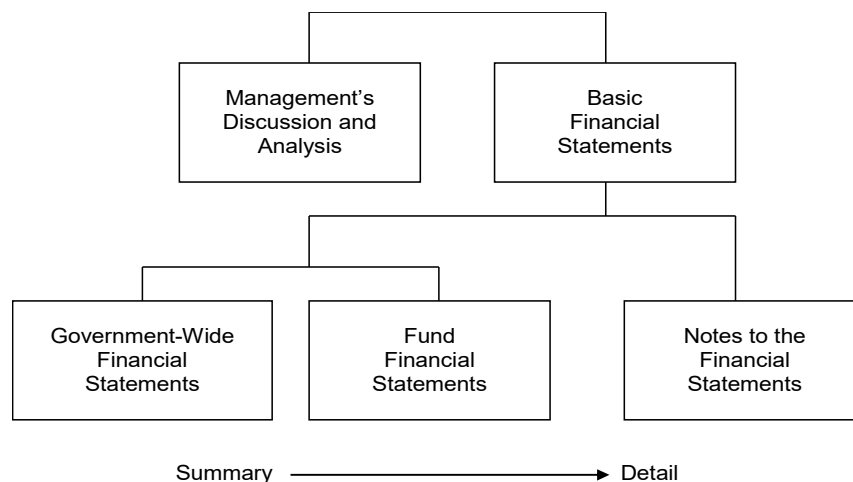 Management’s
Discussion and
Analysis
Basic
Financial
Statements
Government-Wide
Financial
Statements
Fund
Financial
Statements
Notes to the
Financial
Statements
Summary
Detail